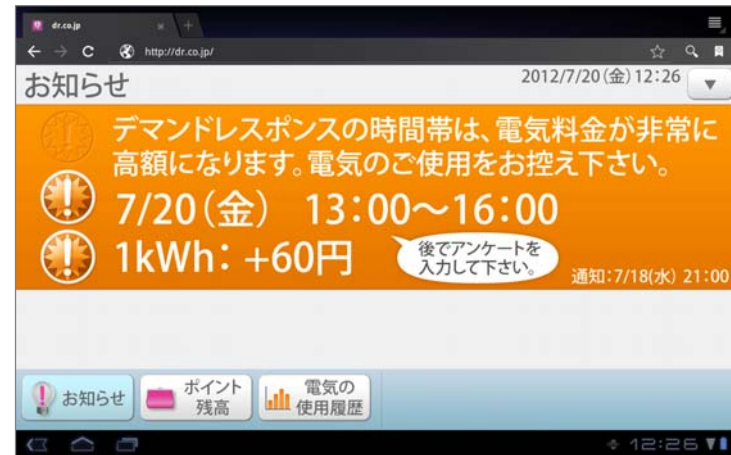 dr.co.jp
http://dr.co.jp/
お知らせ
2012/7/20(金)12:26
デマンドレスポンスの時間帯は、電気料金が非常に
高額になります。電気のご使用をお控え下さい。
7/20(金) 13:00～16:00
1kWh: +60円
後でアンケートを
入力して下さい。
通知:7/18(水) 21:00
お知らせ
ポイント
残高
電気の
使用履歴
12:26